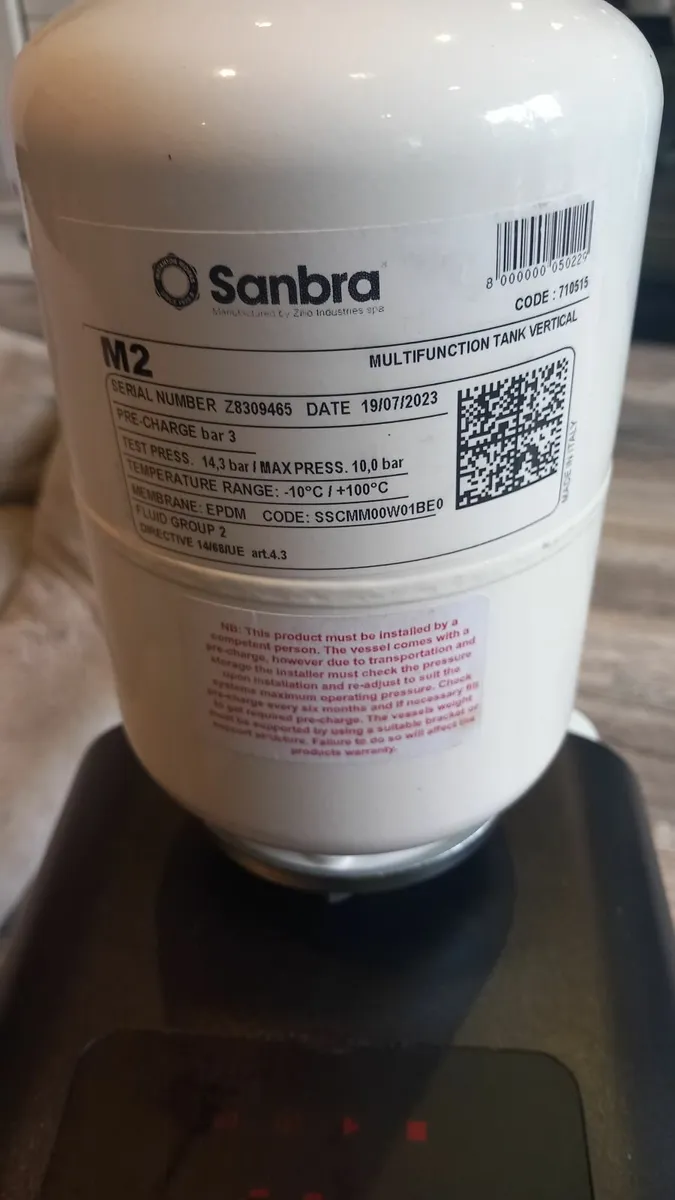 Sanbra
Manufactured by Zilio Industries spa
8 000000 050229
CODE : 710515
M2
MULTIFUNCTION TANK VERTICAL
SERIAL NUMBER Z8309465 DATE 19/07/2023
PRE-CHARGE bar 3
TEST PRESS. 14,3 bar / MAX PRESS. 10,0 bar
TEMPERATURE RANGE: -10°C / +100°C
MEMBRANE: EPDM CODE: SSCMM00W01BE0
FLUID GROUP 2
DIRECTIVE 14/68/UE art.4.3
MADE IN ITALY
NB: This product must be installed by a
competent person. The vessel comes with a
pre-charge, however due to transportation and
storage the installer must check the pressure
upon installation and re-adjust to suit the
systems maximum operating pressure. Check
pre-charge every six months and if necessary fill
to get required pre-charge. The vessels weight
must be supported by using a suitable bracket or
support structure. Failure to do so will affect the
products warranty.